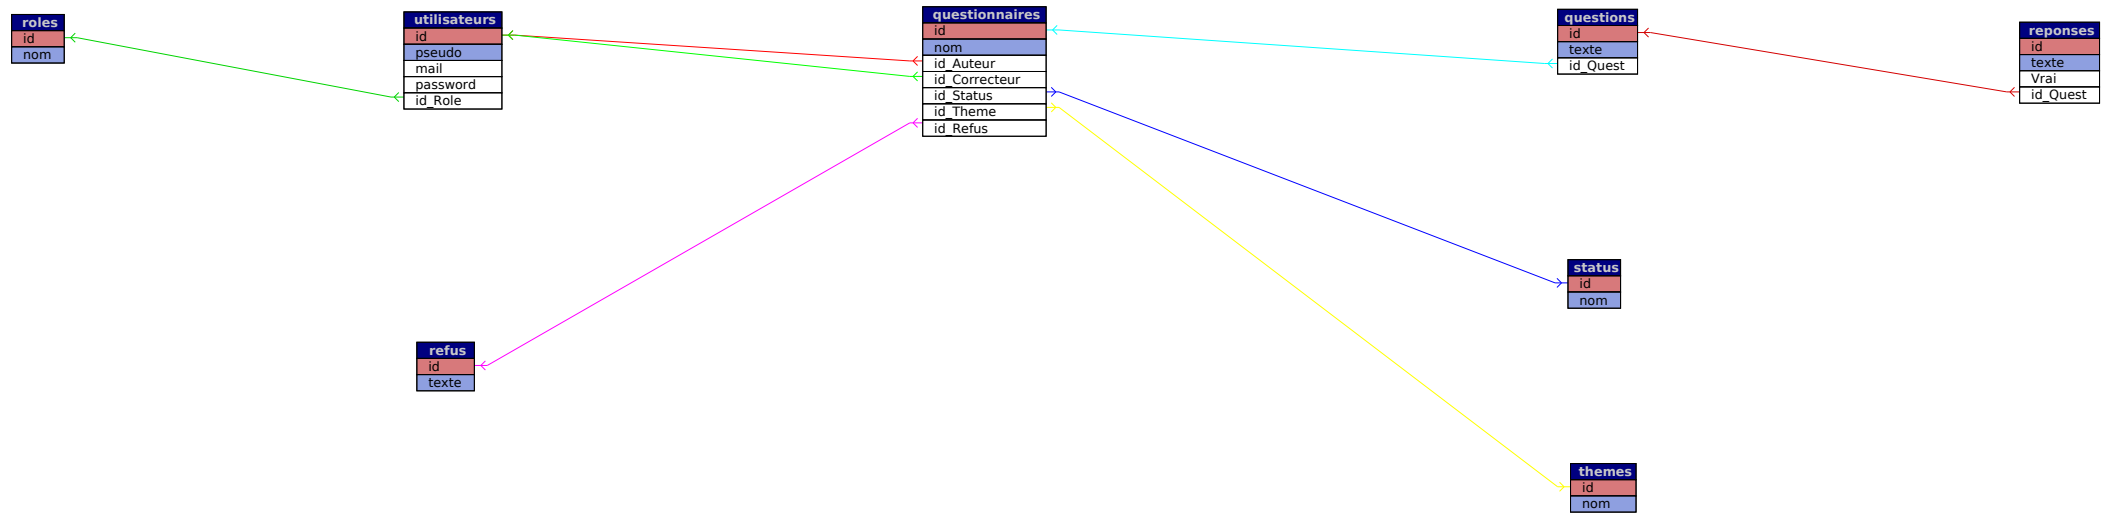 roles
id
nom
utilisateurs
id
pseudo
mail
password
id_Role
questionnaires
id
nom
id_Auteur
id_Correcteur
id_Status
id_Theme
id_Refus
questions
id
texte
id_Quest
reponses
id
texte
Vrai
id_Quest
status
id
nom
refus
id
texte
themes
id
nom